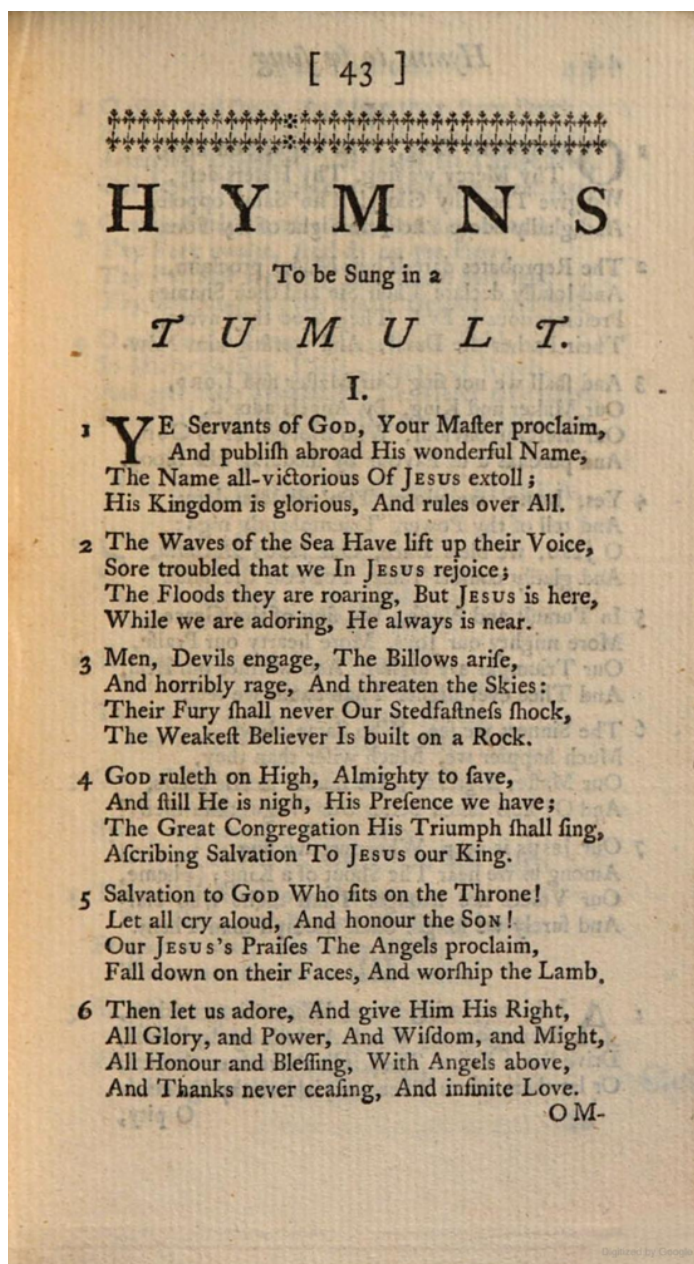 [ 43 ]
HYMNS
To be Sung in a
TUMULT.
I.
1 YE Servants of GOD, Your Maſter proclaim,
And publiſh abroad His wonderful Name,
The Name all-victorious Of JESUS extoll;
His Kingdom is glorious, And rules over All.
2 The Waves of the Sea Have lift up their Voice,
Sore troubled that we In JESUS rejoice;
The Floods they are roaring, But JESUS is here,
While we are adoring, He always is near.
3 Men, Devils engage, The Billows ariſe,
And horribly rage, And threaten the Skies:
Their Fury ſhall never Our Stedfaſtneſs ſhock,
The Weakeſt Believer Is built on a Rock.
4 GOD ruleth on High, Almighty to ſave,
And ſtill He is nigh, His Preſence we have;
The Great Congregation His Triumph ſhall ſing,
Aſcribing Salvation To JESUS our King.
5 Salvation to GOD Who ſits on the Throne!
Let all cry aloud, And honour the SON!
Our JESUS's Praiſes The Angels proclaim,
Fall down on their Faces, And worſhip the Lamb.
6 Then let us adore, And give Him His Right,
All Glory, and Power, And Wiſdom, and Might,
All Honour and Bleſſing, With Angels above,
And Thanks never ceaſing, And infinite Love.
O M-
Digitized by Google